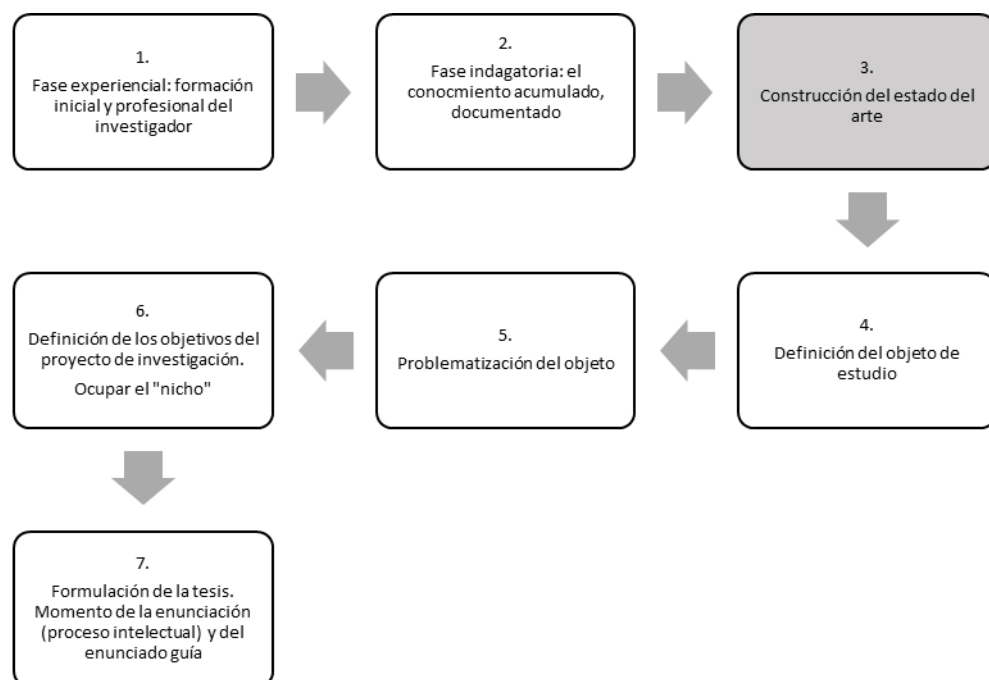 1.
Fase experiencial: formación
inicial y profesional del
investigador
2.
Fase indagatoria: el
conocmiento acumulado,
documentado
3.
Construcción del estado del
arte
4.
Definición del objeto de
estudio
5.
Problematización del objeto
6.
Definición de los objetivos del
proyecto de investigación.
Ocupar el "nicho"
7.
Formulación de la tesis.
Momento de la enunciación
(proceso intelectual) y del
enunciado guía